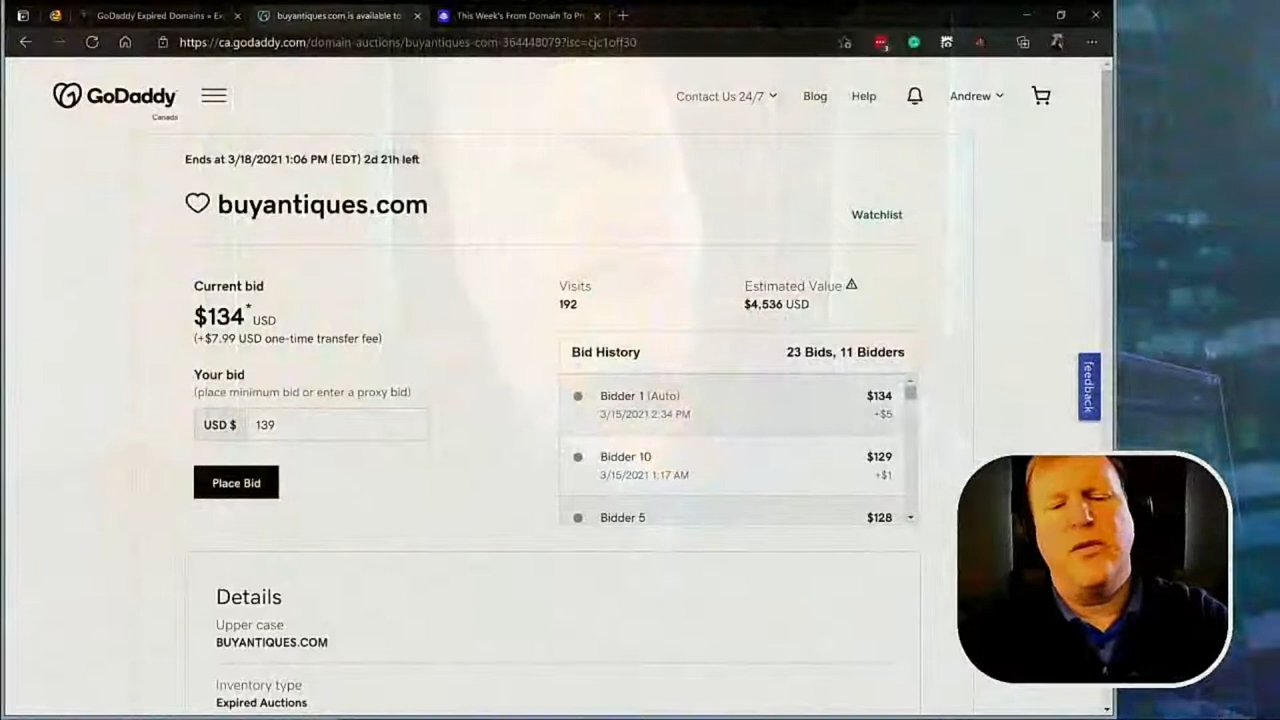 GoDaddy Expired Domains » Ex
buyantiques.com is available to
This Week's From Domain To Pr
https://ca.godaddy.com/domain-auctions/buyantiques-com-364448079?isc=cjc1off30
GoDaddy
Canada
Contact Us 24/7
Blog
Help
Andrew
Ends at 3/18/2021 1:06 PM (EDT) 2d 21h left
buyantiques.com
Watchlist
Current bid
$134* USD
(+$7.99 USD one-time transfer fee)
Your bid
(place minimum bid or enter a proxy bid)
USD $ 139
Place Bid
Visits
192
Estimated Value
$4,536 USD
Bid History 23 Bids, 11 Bidders
Bidder 1 (Auto) $134
3/15/2021 2:34 PM +$5
Bidder 10 $129
3/15/2021 1:17 AM +$1
Bidder 5 $128
feedback
Details
Upper case
BUYANTIQUES.COM
Inventory type
Expired Auctions